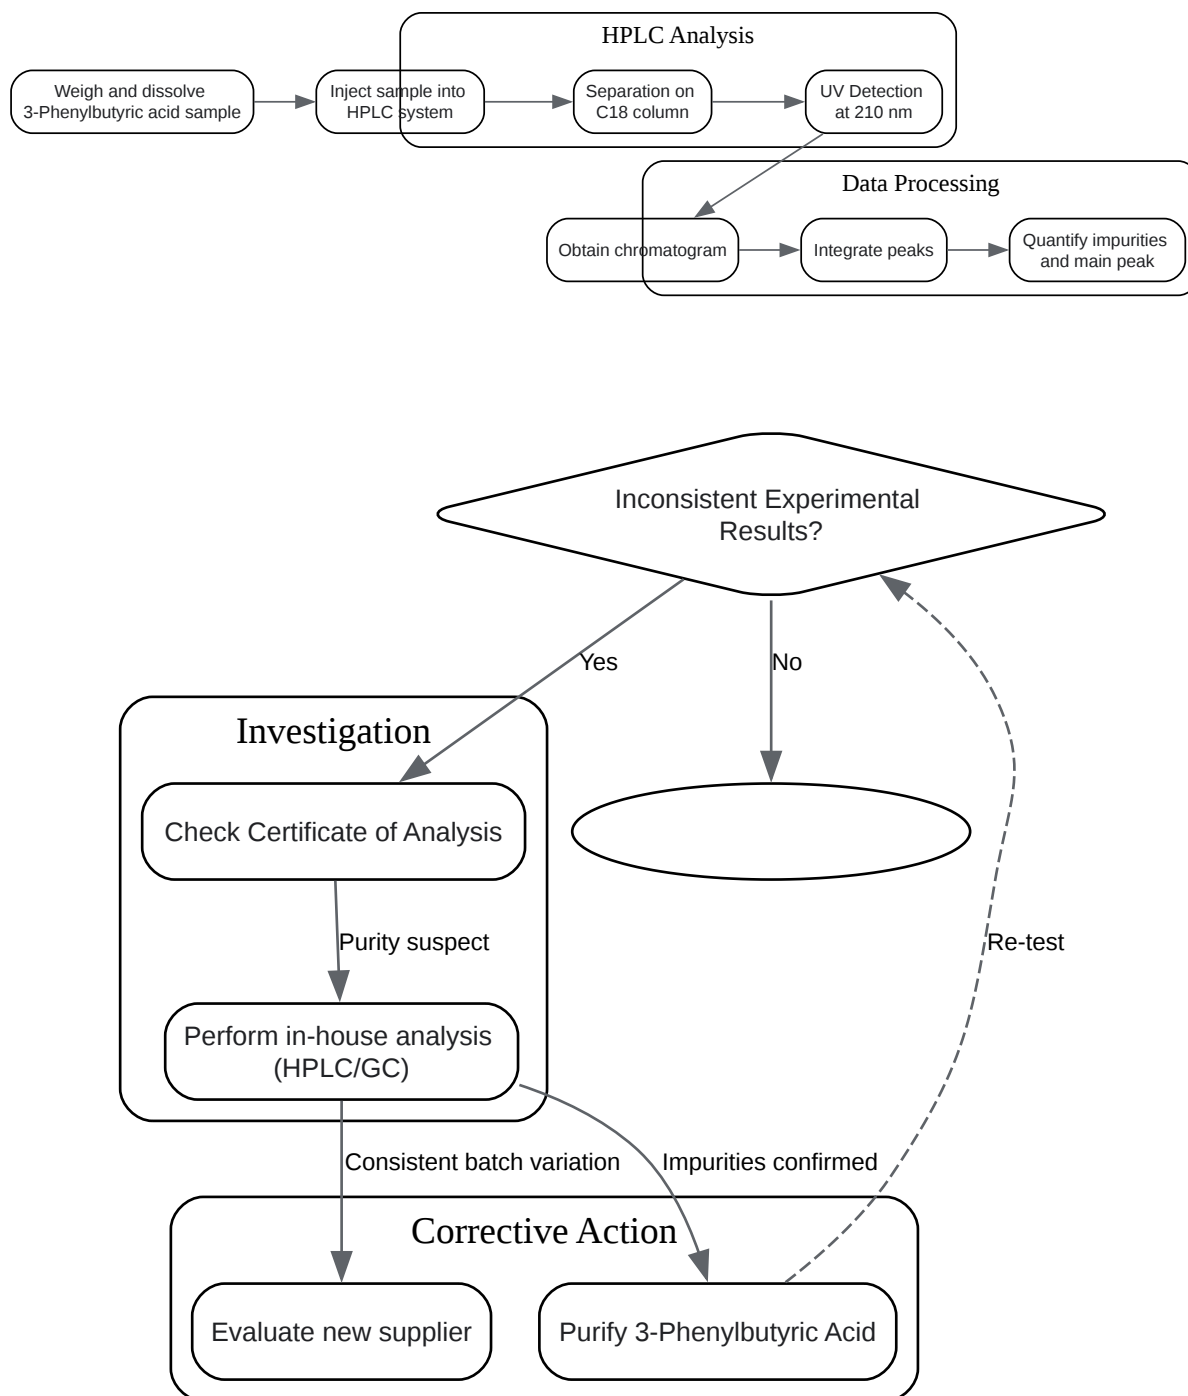 HPLC Analysis
Weigh and dissolve
3-Phenylbutyric acid sample
Inject sample into
HPLC system
Separation on
C18 column
UV Detection
at 210 nm
Data Processing
Obtain chromatogram
Integrate peaks
Quantify impurities
and main peak
Inconsistent Experimental
Results?
Yes
No
Investigation
Check Certificate of Analysis
Purity suspect
Re-test
Perform in-house analysis
(HPLC/GC)
Consistent batch variation
Impurities confirmed
Corrective Action
Evaluate new supplier
Purify 3-Phenylbutyric Acid